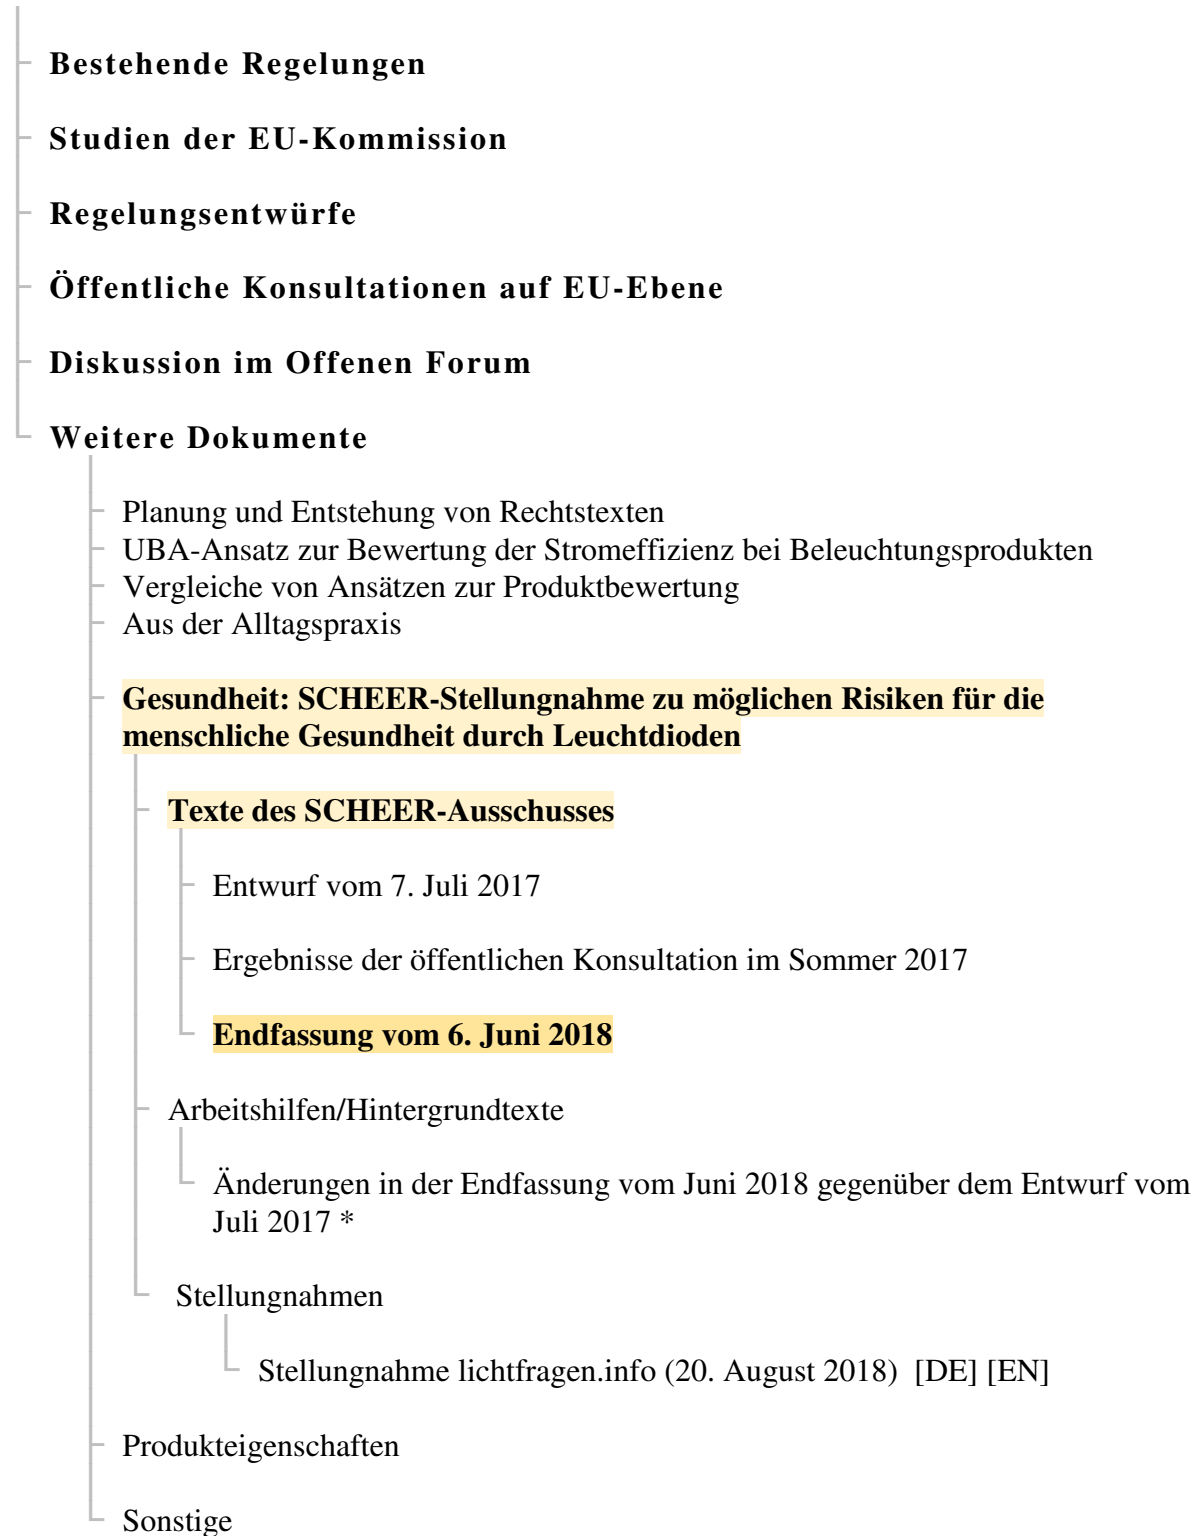 Bestehende Regelungen
Studien der EU-Kommission
Regelungsentwürfe
Öffentliche Konsultationen auf EU-Ebene
Diskussion im Offenen Forum
Weitere Dokumente
Planung und Entstehung von Rechtstexten
UBA-Ansatz zur Bewertung der Stromeffizienz bei Beleuchtungsprodukten
Vergleiche von Ansätzen zur Produktbewertung
Aus der Alltagspraxis
Gesundheit: SCHEER-Stellungnahme zu möglichen Risiken für die
menschliche Gesundheit durch Leuchtdioden
Texte des SCHEER-Ausschusses
Entwurf vom 7. Juli 2017
Ergebnisse der öffentlichen Konsultation im Sommer 2017
Endfassung vom 6. Juni 2018
Arbeitshilfen/Hintergrundtexte
Änderungen in der Endfassung vom Juni 2018 gegenüber dem Entwurf vom
Juli 2017 *
Stellungnahmen
Stellungnahme lichtfragen.info (20. August 2018) [DE] [EN]
Produkteigenschaften
Sonstige